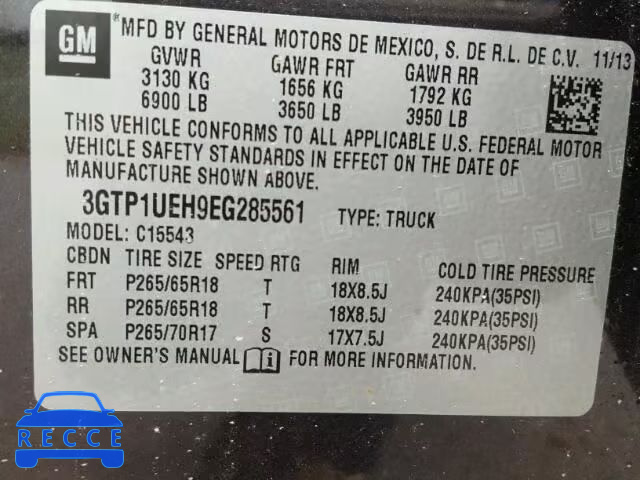 GM
MFD BY GENERAL MOTORS DE MEXICO, S. DE R.L. DE C.V. 11/13
GVWR GAWR FRT GAWR RR
3130 KG 1656 KG 1792 KG
6900 LB 3650 LB 3950 LB
THIS VEHICLE CONFORMS TO ALL APPLICABLE U.S. FEDERAL MOTOR
VEHICLE SAFETY STANDARDS IN EFFECT ON THE DATE OF
MANUFACTURE SHOWN ABOVE.
3GTP1UEH9EG285561 TYPE: TRUCK
MODEL: C15543
CBDN TIRE SIZE SPEED RTG RIM COLD TIRE PRESSURE
FRT P265/65R18 T 18X8.5J 240KPA(35PSI)
RR P265/65R18 T 18X8.5J 240KPA(35PSI)
SPA P265/70R17 S 17X7.5J 240KPA(35PSI)
SEE OWNER'S MANUAL FOR MORE INFORMATION.
RECCE